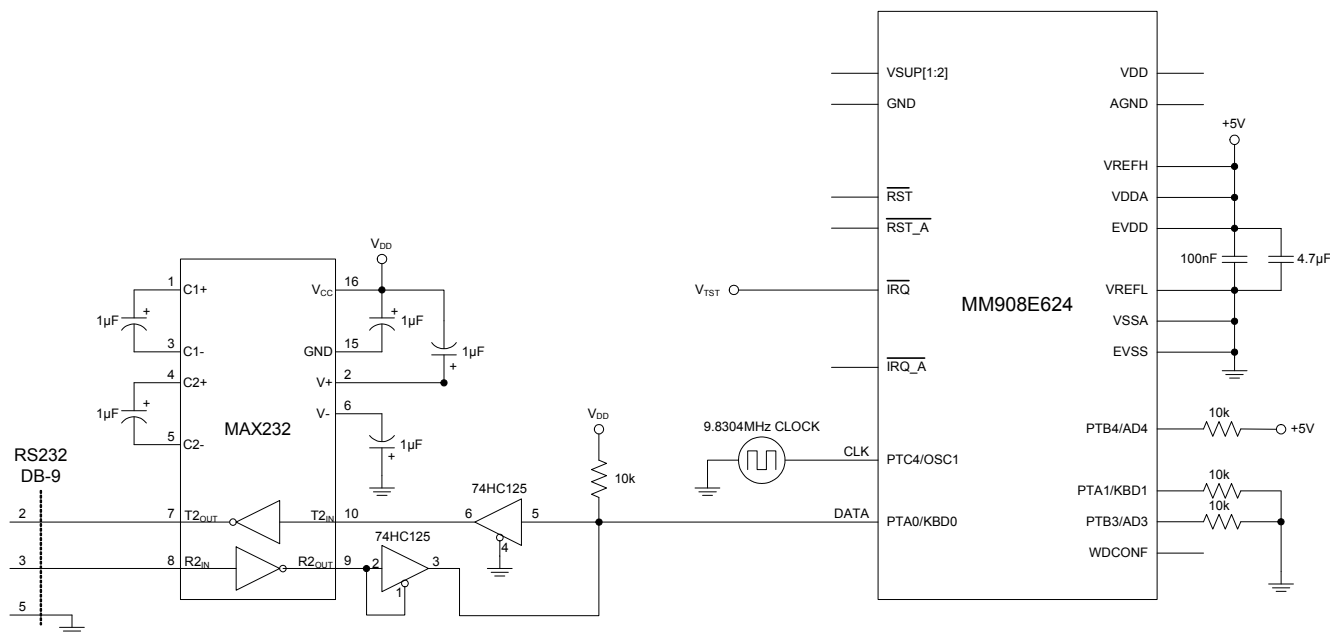 VSUP[1:2]
VDD
GND
AGND
+5V
VREFH
RST
VDDA
RST_A
EVDD
100nF
4.7µF
VDD
VTST
IRQ
MM908E624
VREFL
1
C1+
VCC
16
1µF
+
+
1µF
VSSA
3
C1-
GND
15
1µF
+
EVSS
4
C2+
V+
2
IRQ_A
1µF
+
MAX232
V-
6
5
C2-
1µF
+
RS232
DB-9
VDD
10k
PTB4/AD4
10k
+5V
9.8304MHz CLOCK
CLK
PTC4/OSC1
74HC125
PTA1/KBD1
10k
2
7
T2OUT
T2IN
10
6
5
4
DATA
PTA0/KBD0
PTB3/AD3
10k
74HC125
WDCONF
3
8
R2IN
R2OUT
9
2
3
1
5